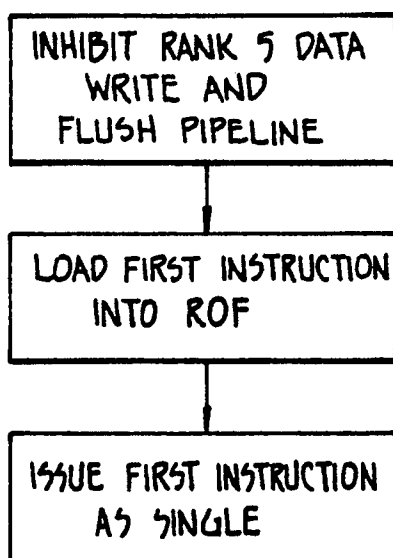 INHIBIT RANK 5 DATA
WRITE AND
FLUSH PIPELINE
LOAD FIRST INSTRUCTION
INTO ROF
ISSUE FIRST INSTRUCTION
AS SINGLE